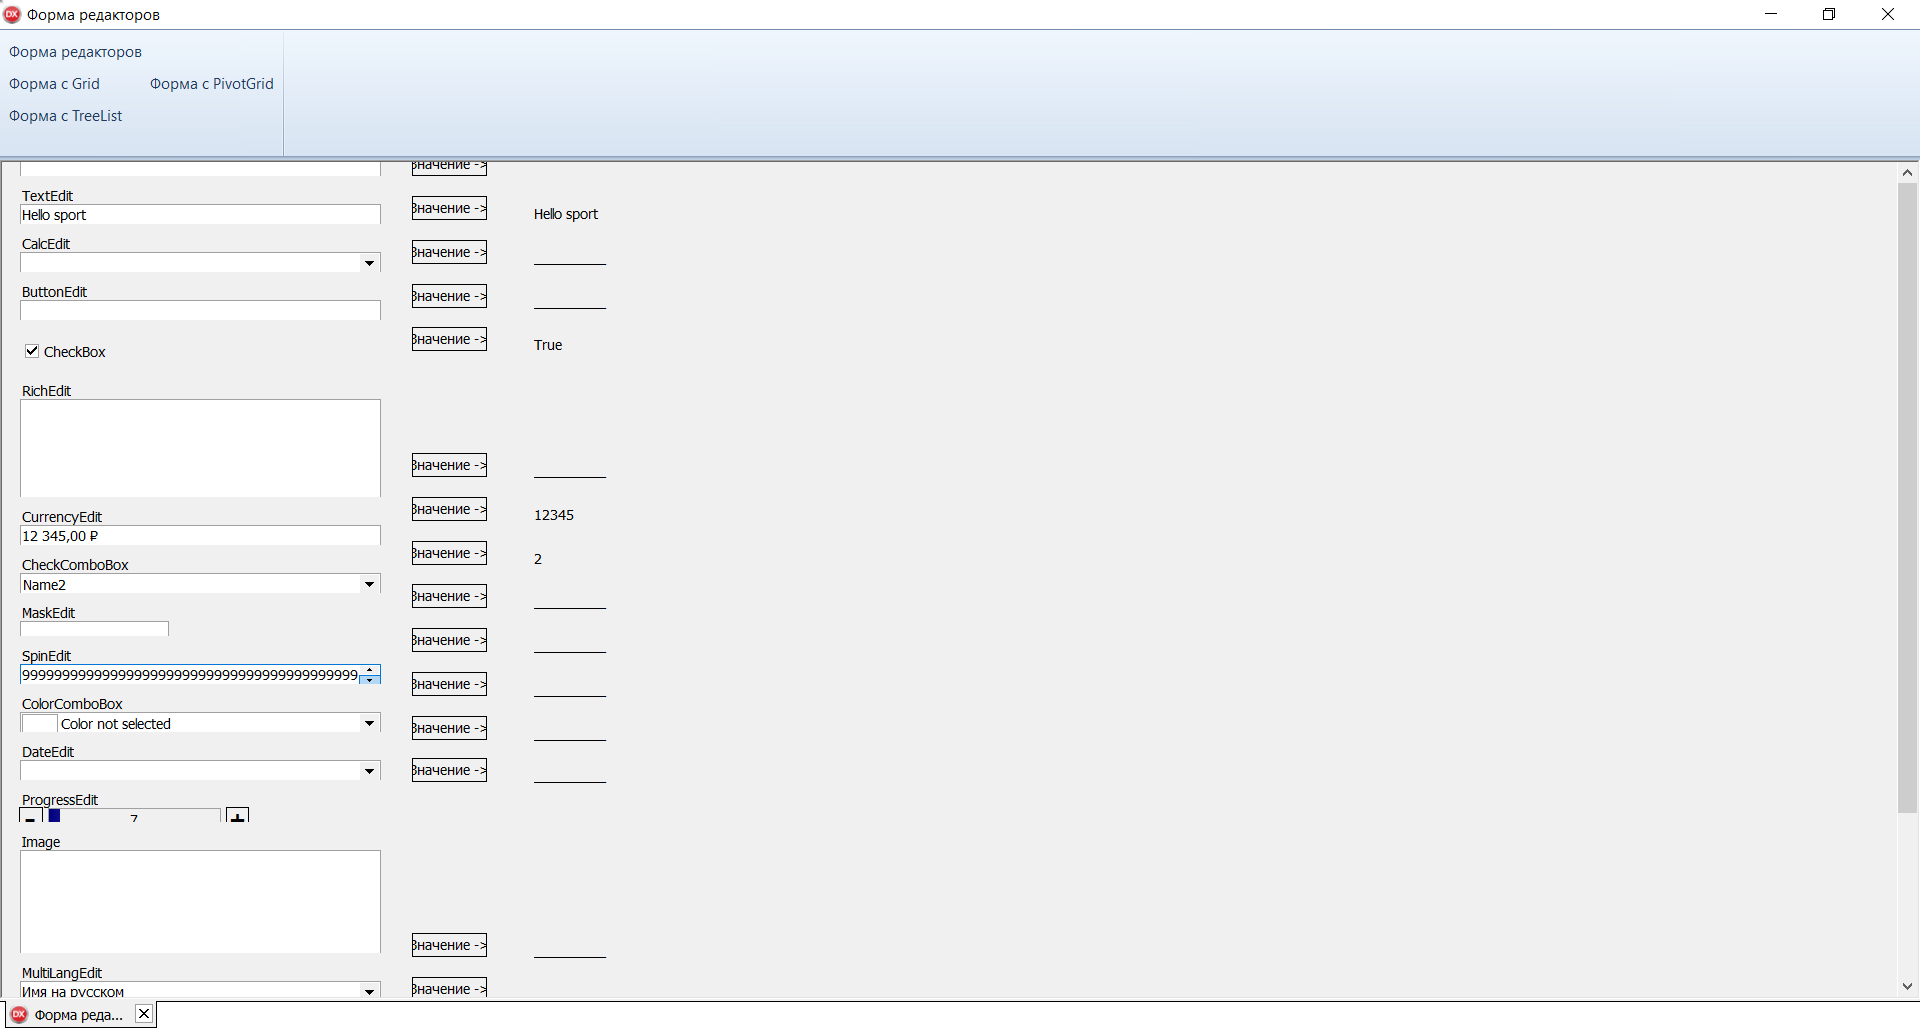 Форма редакторов
Форма редакторов
Форма с Grid Форма с PivotGrid
Форма с TreeList
Значение ->
TextEdit
Hello sport Значение -> Hello sport
CalcEdit
Значение ->
ButtonEdit
Значение ->
CheckBox Значение -> True
RichEdit
Значение ->
CurrencyEdit
12 345,00 ₽ Значение -> 12345
CheckComboBox
Name2 Значение -> 2
MaskEdit
Значение ->
SpinEdit
Значение ->
ColorComboBox
Color not selected Значение ->
DateEdit
Значение ->
ProgressEdit
- 7 + Значение ->
Image
Значение ->
MultiLangEdit
Имя на русском Значение ->
Форма реда...